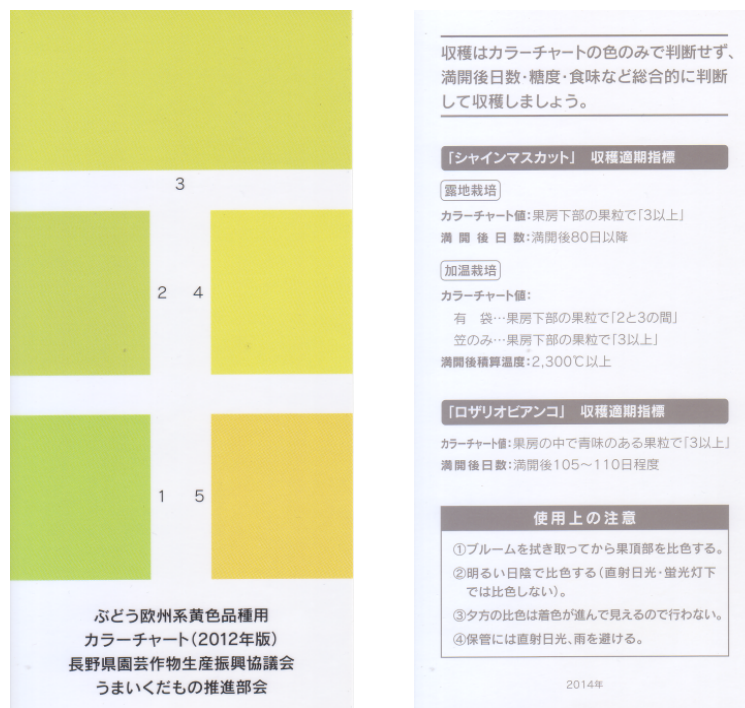 3
2
4
1
5
ぶどう欧州系黄色品種用
カラーチャート(2012年版)
長野県園芸作物生産振興協議会
うまいくだもの推進部会
収穫はカラーチャートの色のみで判断せず、
満開後日数・糖度・食味など総合的に判断
して収穫しましょう。
「シャインマスカット」 収穫適期指標
露地栽培
カラーチャート値:果房下部の果粒で「3以上」
満開後日数:満開後80日以降
加温栽培
カラーチャート値:
有 袋…果房下部の果粒で「2と3の間」
笠のみ…果房下部の果粒で「3以上」
満開後積算温度:2,300℃以上
「ロザリオビアンコ」 収穫適期指標
カラーチャート値:果房の中で青味のある果粒で「3以上」
満開後日数:満開後105〜110日程度
使用上の注意
①ブルームを拭き取ってから果頂部を比色する。
②明るい日陰で比色する(直射日光・蛍光灯下
では比色しない)。
③夕方の比色は着色が進んで見えるので行わない。
④保管には直射日光、雨を避ける。
2014年